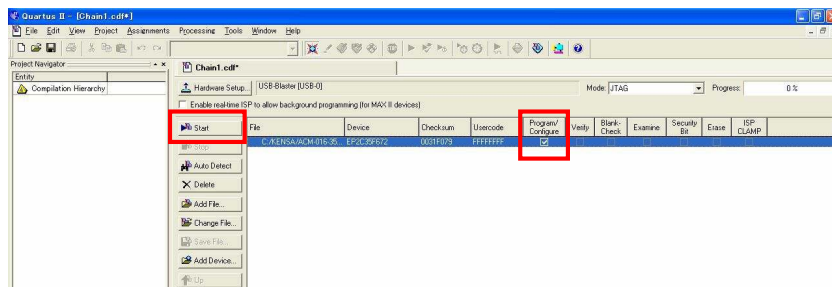 Quartus II - [Chain1.cdf*]
File Edit View Project Assignments Processing Tools Window Help
Project Navigator
Entity
Compilation Hierarchy
Chain1.cdf*
Hardware Setup... USB-Blaster [USB-0] Mode: JTAG Progress: 0 %
Enable real-time ISP to allow background programming (for MAX II devices)
File Device Checksum Usercode Program/ Configure Verify Blank- Check Examine Security Bit Erase ISP CLAMP
C:/KENSA/ACM-016-35... EP2C35F672 0031F079 FFFFFFFF
Start
Stop
Auto Detect
Delete
Add File...
Change File...
Save File...
Add Device...
Up